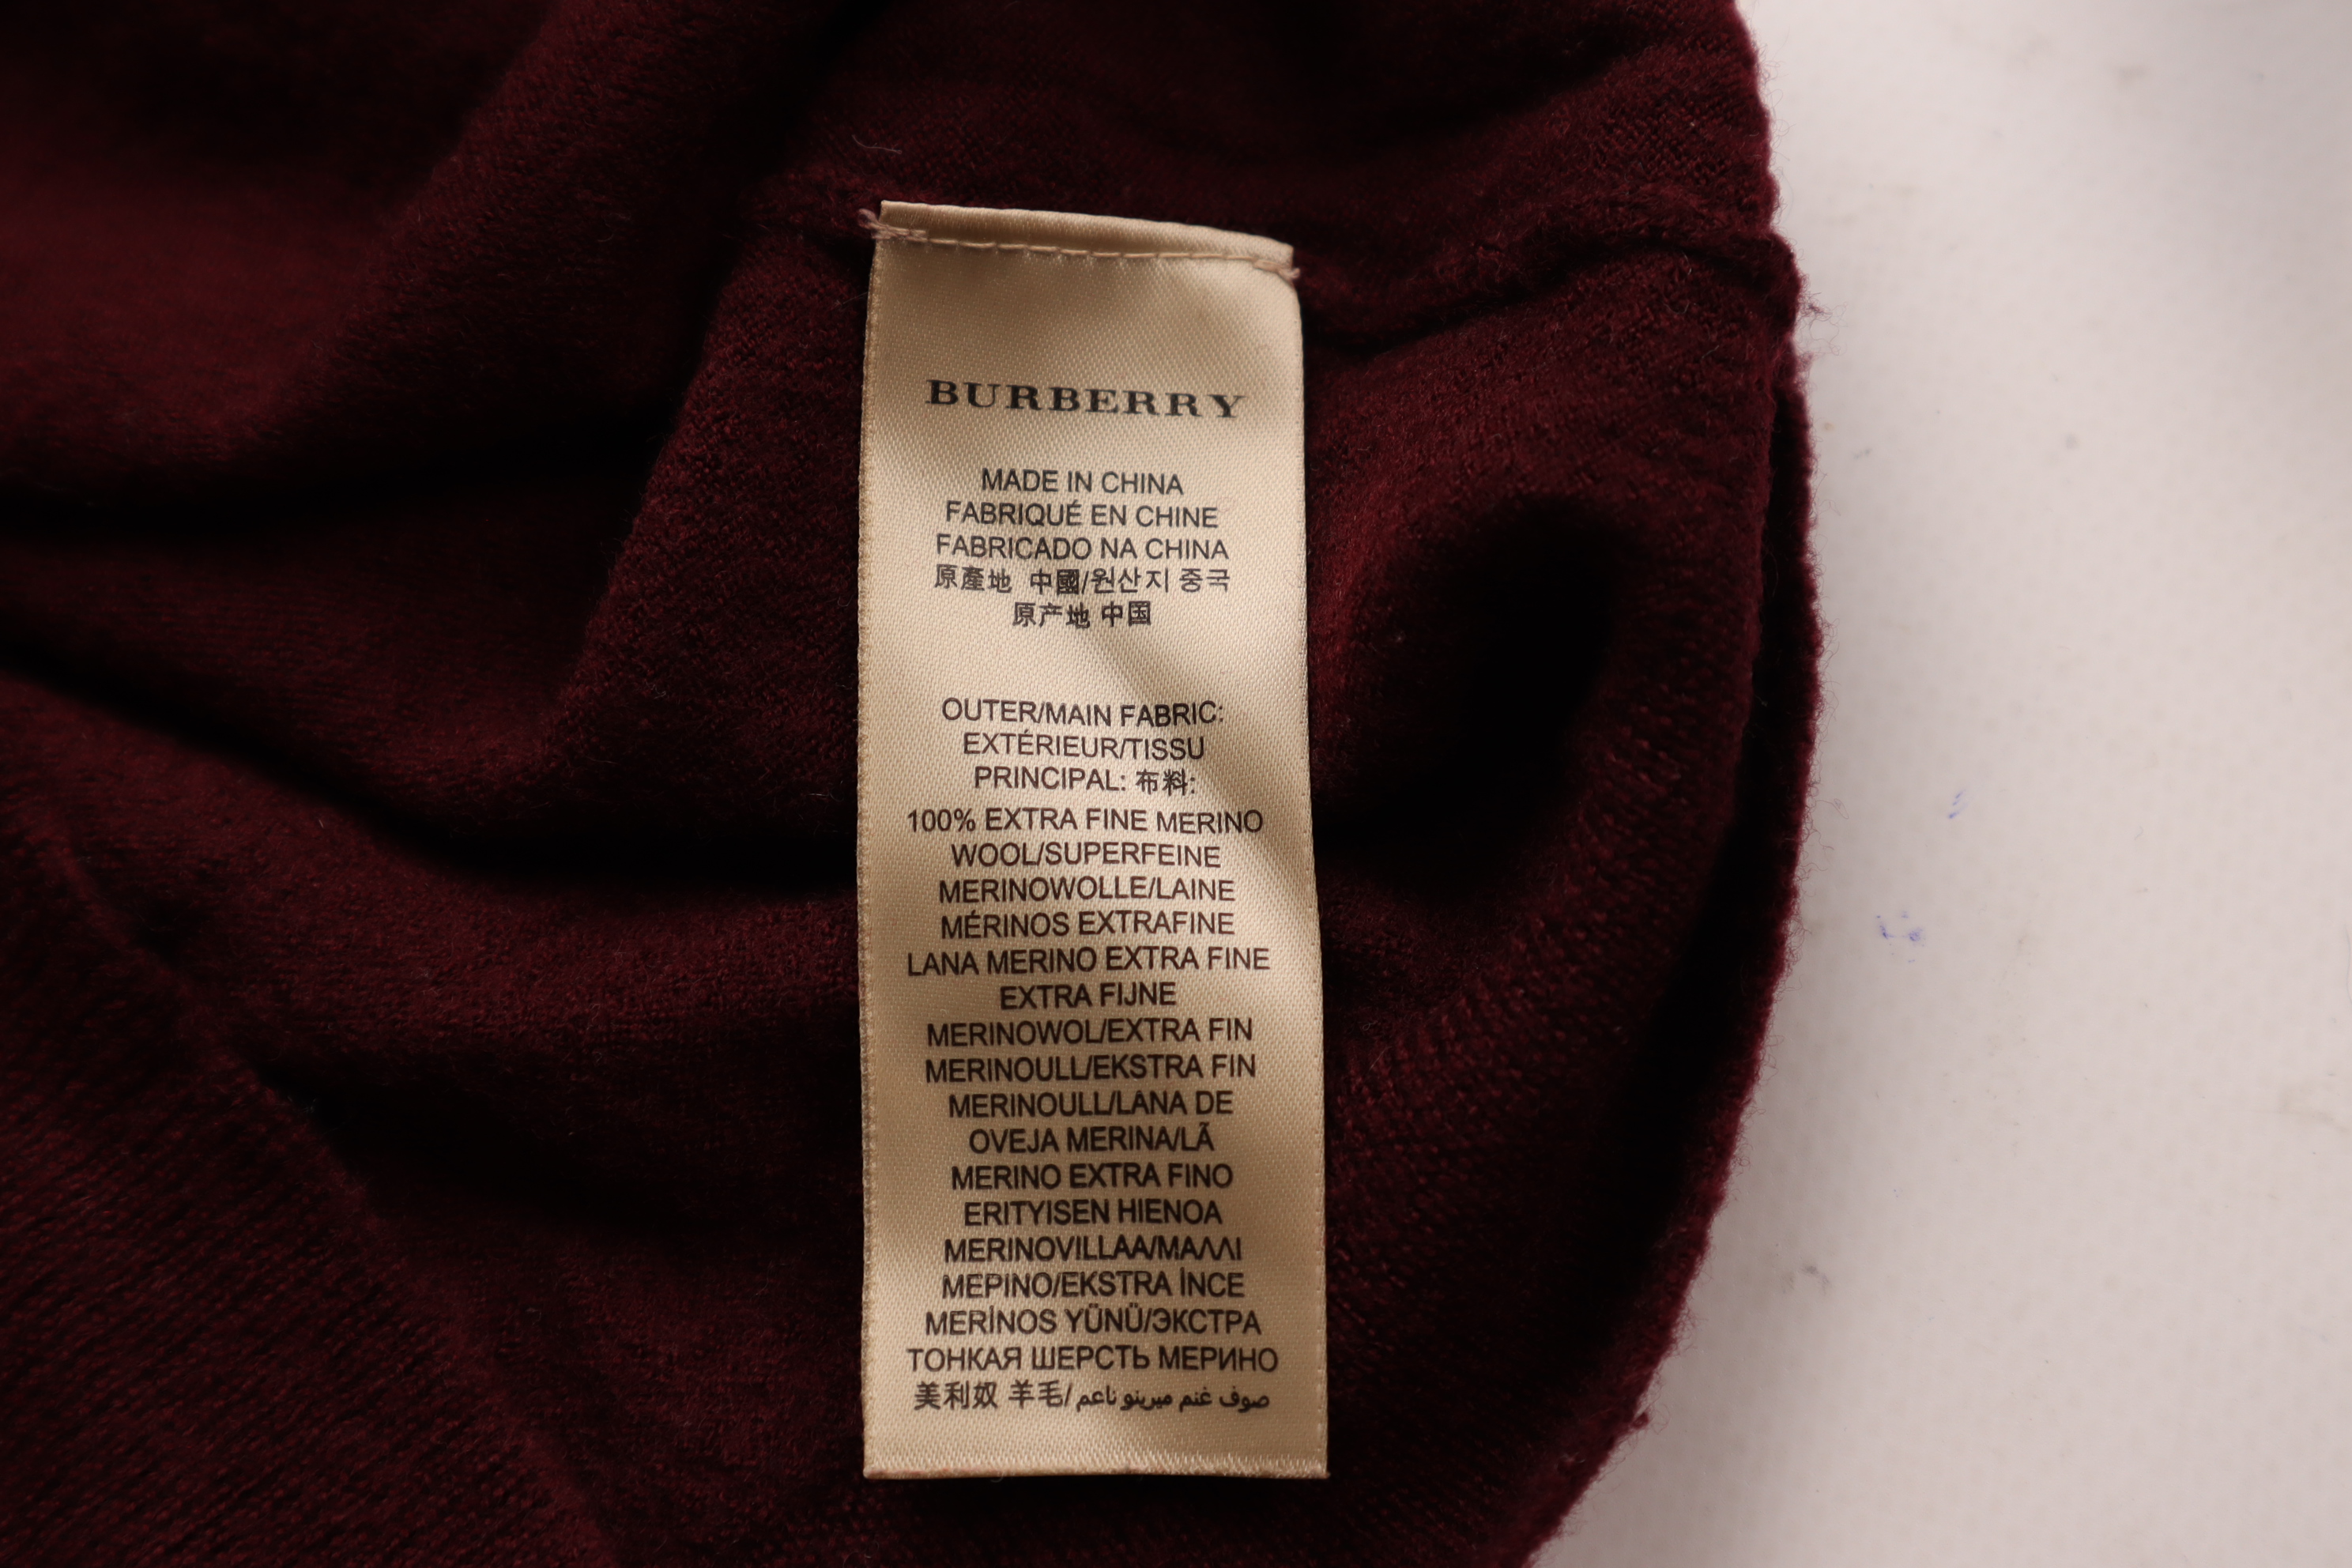 BURBERRY
MADE IN CHINA
FABRIQUÉ EN CHINE
FABRICADO NA CHINA
原產地 中國/원산지 중국
原产地 中国
OUTER/MAIN FABRIC:
EXTÉRIEUR/TISSU
PRINCIPAL: 布料:
100% EXTRA FINE MERINO
WOOL/SUPERFEINE
MERINOWOLLE/LAINE
MÉRINOS EXTRAFINE
LANA MERINO EXTRA FINE
EXTRA FIJNE
MERINOWOL/EXTRA FIN
MERINOULL/EKSTRA FIN
MERINOULL/LANA DE
OVEJA MERINA/LÃ
MERINO EXTRA FINO
ERITYISEN HIENOA
MERINOVILLAA/ΜΑΛΛΙ
ΜΕΡΙΝΟ/EKSTRA İNCE
MERİNOS YÜNÜ/ЭКСТРА
ТОНКАЯ ШЕРСТЬ МЕРИНО
美利奴 羊毛/صوف غنم ميرينو ناعم